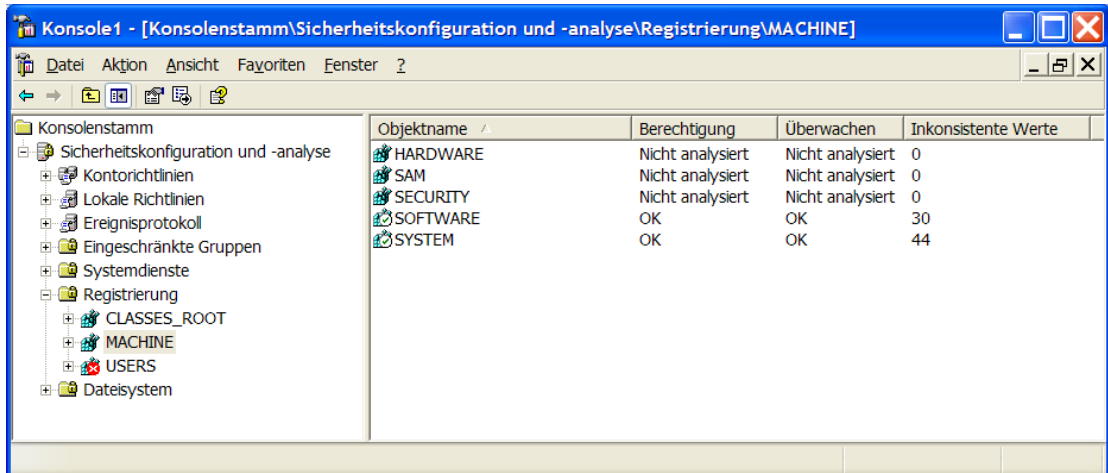 Konsole1 - [Konsolenstamm\Sicherheitskonfiguration und -analyse\Registrierung\MACHINE]
Datei Aktion Ansicht Favoriten Fenster ?
Konsolenstamm
Sicherheitskonfiguration und -analyse
Kontorichtlinien
Lokale Richtlinien
Ereignisprotokoll
Eingeschränkte Gruppen
Systemdienste
Registrierung
CLASSES_ROOT
MACHINE
USERS
Dateisystem
Objektname Berechtigung Überwachen Inkonsistente Werte
HARDWARE Nicht analysiert Nicht analysiert 0
SAM Nicht analysiert Nicht analysiert 0
SECURITY Nicht analysiert Nicht analysiert 0
SOFTWARE OK OK 30
SYSTEM OK OK 44